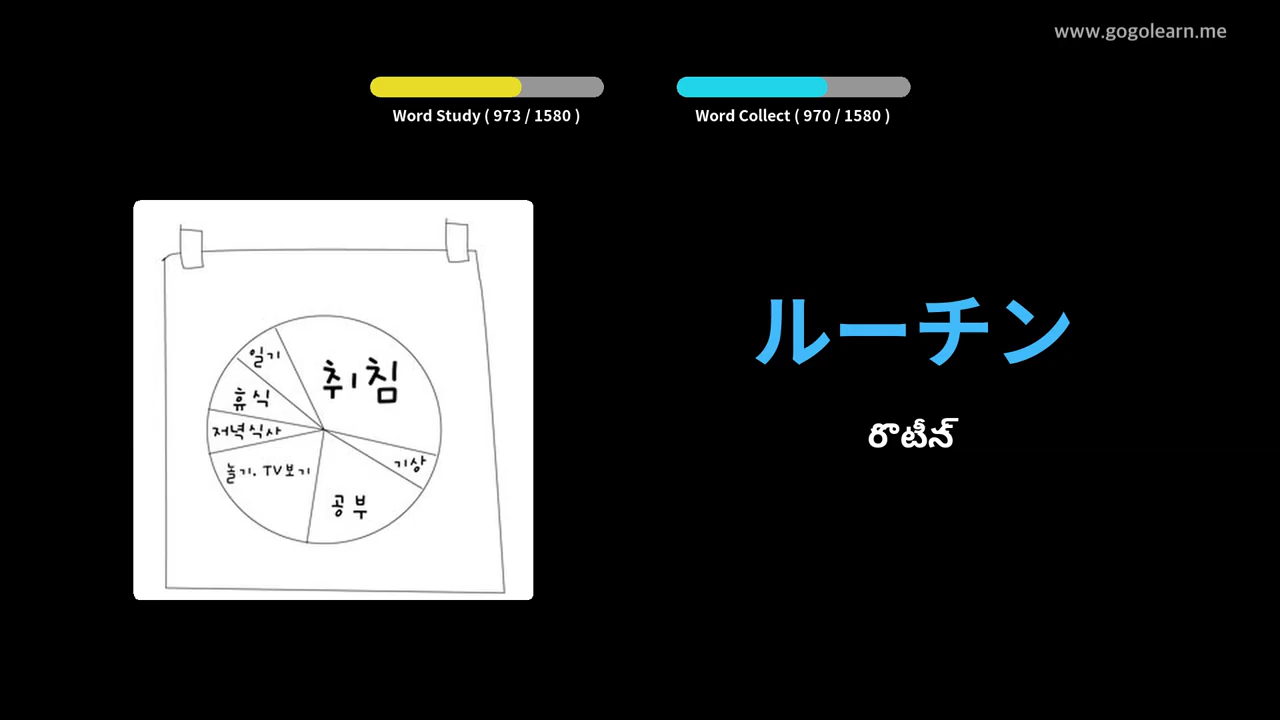 www.gogolearn.me
Word Study ( 973 / 1580 )
Word Collect ( 970 / 1580 )
일기
취침
휴식
저녁식사
놀기. TV보기
기상
공부
ルーチン
రొటీన్